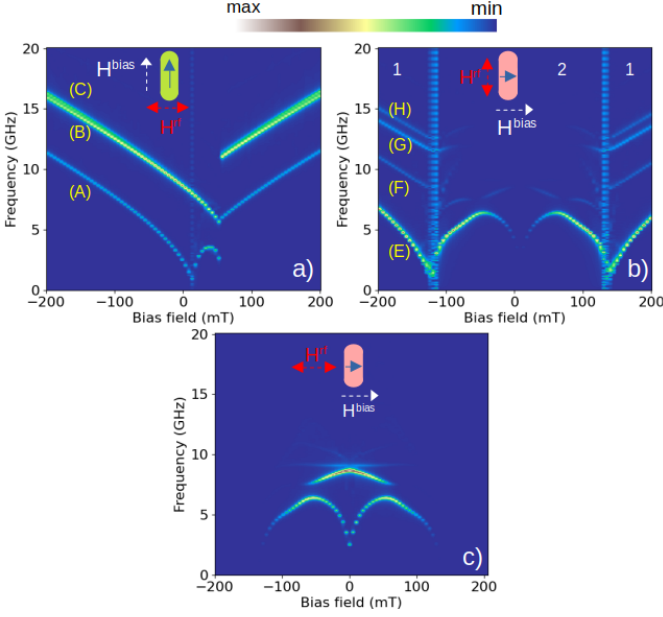 max min
20
15
10
5
0
Frequency (GHz)
(C)
(B)
(A)
H^bias
H^rf
a)
−200 −100 0 100 200
Bias field (mT)
20
15
10
5
0
Frequency (GHz)
1 2 1
(H)
(G)
(F)
(E)
H^rf
H^bias
b)
−200 −100 0 100 200
Bias field (mT)
20
15
10
5
0
Frequency (GHz)
H^rf
H^bias
c)
−200 −100 0 100 200
Bias field (mT)